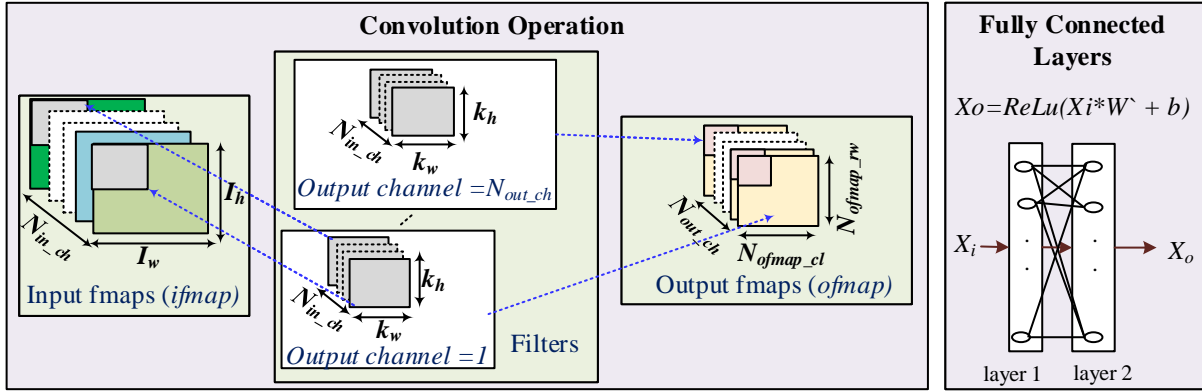 Convolution Operation
k_h
N_in_ch
k_w
Output channel =N_out_ch
I_h
N_in_ch
I_w
Input fmaps (ifmap)
k_h
N_in_ch
k_w
Output channel =1
Filters
N_ofmap_rw
N_out_ch
N_ofmap_cl
Output fmaps (ofmap)
Fully Connected
Layers
Xo=ReLu(Xi*W` + b)
X_i
X_o
layer 1
layer 2